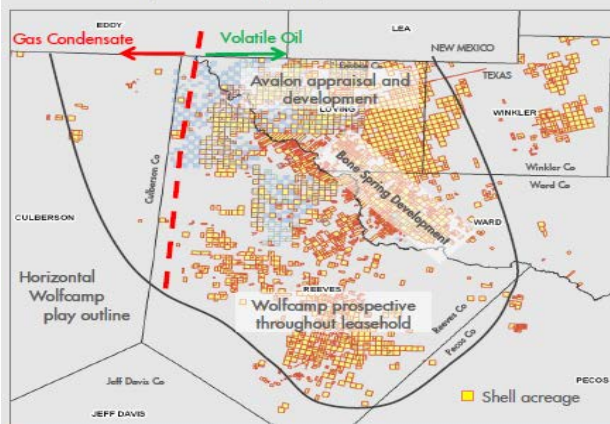 EDDY
LEA
Gas Condensate
Volatile Oil
NEW MEXICO
TEXAS
Avalon appraisal and
development
LOVING
WINKLER
Winkler Co
Ward Co
Culberson Co
Bone Spring Development
CULBERSON
WARD
Horizontal
Wolfcamp
play outline
REEVES
Wolfcamp prospective
throughout leasehold
Reeves Co
Pecos Co
Jeff Davis Co
PECOS
Shell acreage
JEFF DAVIS